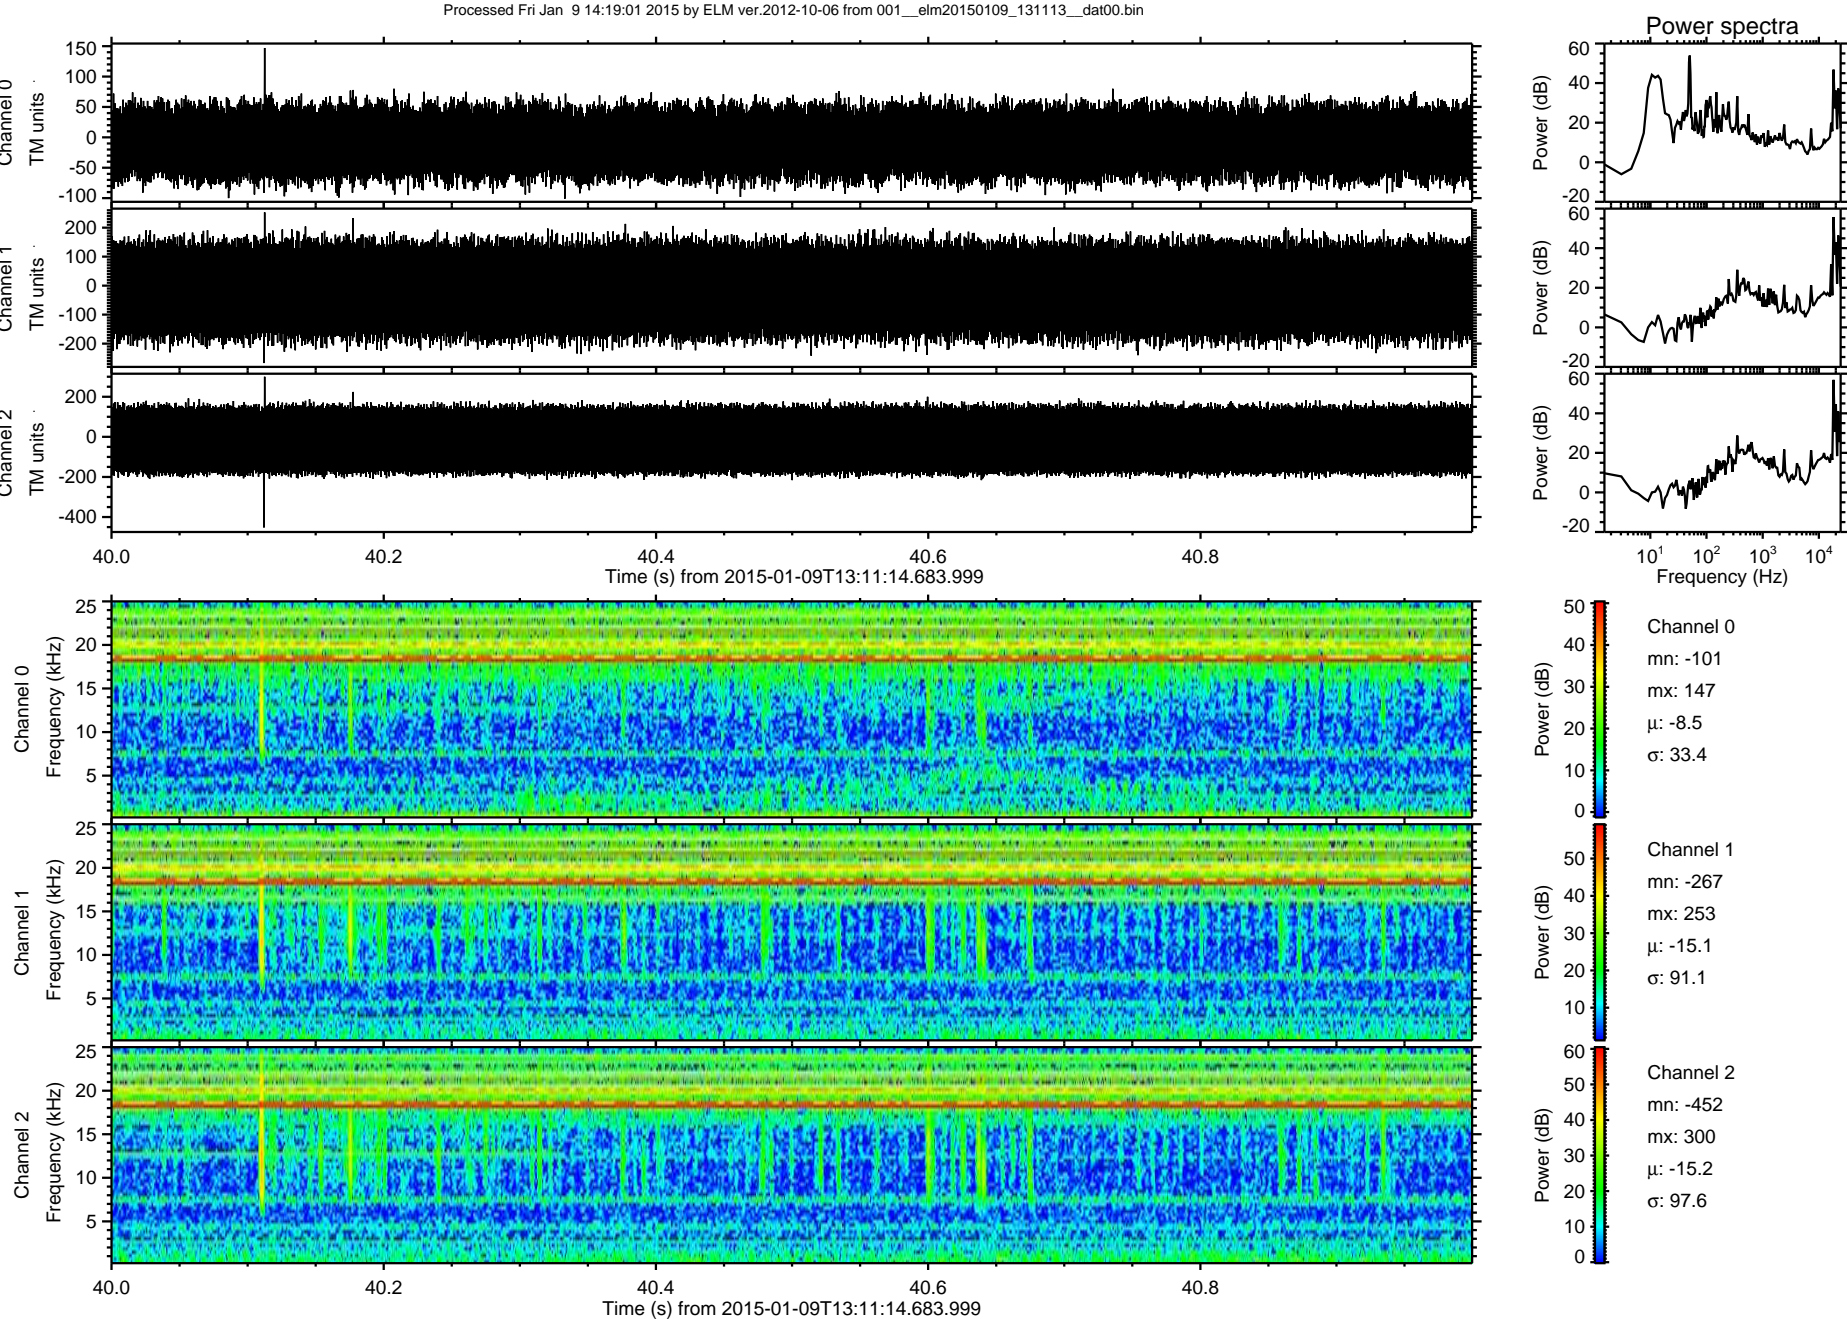 Processed Fri Jan 9 14:19:01 2015 by ELM ver.2012-10-06 from 001__elm20150109_131113__dat00.bin
Power spectra
Channel 0
TM units
150
100
50
0
-50
-100
Power (dB)
60
40
20
0
-20
Channel 1
TM units
200
100
0
-100
-200
Power (dB)
60
40
20
0
-20
Channel 2
TM units
200
0
-200
-400
Power (dB)
60
40
20
0
-20
40.0 40.2 40.4 40.6 40.8
Time (s) from 2015-01-09T13:11:14.683.999
10^1 10^2 10^3 10^4
Frequency (Hz)
Channel 0
Frequency (kHz)
25
20
15
10
5
Power (dB)
50
40
30
20
10
0
Channel 0
mn: -101
mx: 147
μ: -8.5
σ: 33.4
Channel 1
Frequency (kHz)
25
20
15
10
5
Power (dB)
50
40
30
20
10
Channel 1
mn: -267
mx: 253
μ: -15.1
σ: 91.1
Channel 2
Frequency (kHz)
25
20
15
10
5
Power (dB)
60
50
40
30
20
10
0
Channel 2
mn: -452
mx: 300
μ: -15.2
σ: 97.6
40.0 40.2 40.4 40.6 40.8
Time (s) from 2015-01-09T13:11:14.683.999